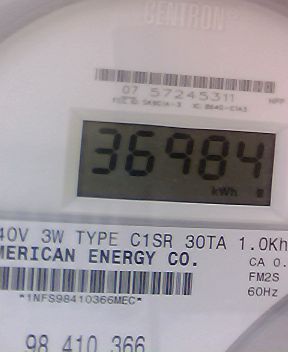 CENTRON
07 57245311
36984
kWh
40V 3W TYPE C1SR 30TA 1.0Kh
MERICAN ENERGY CO.
CA 0.
FM2S
60Hz
*1NFS98410366MEC*
98 410 366